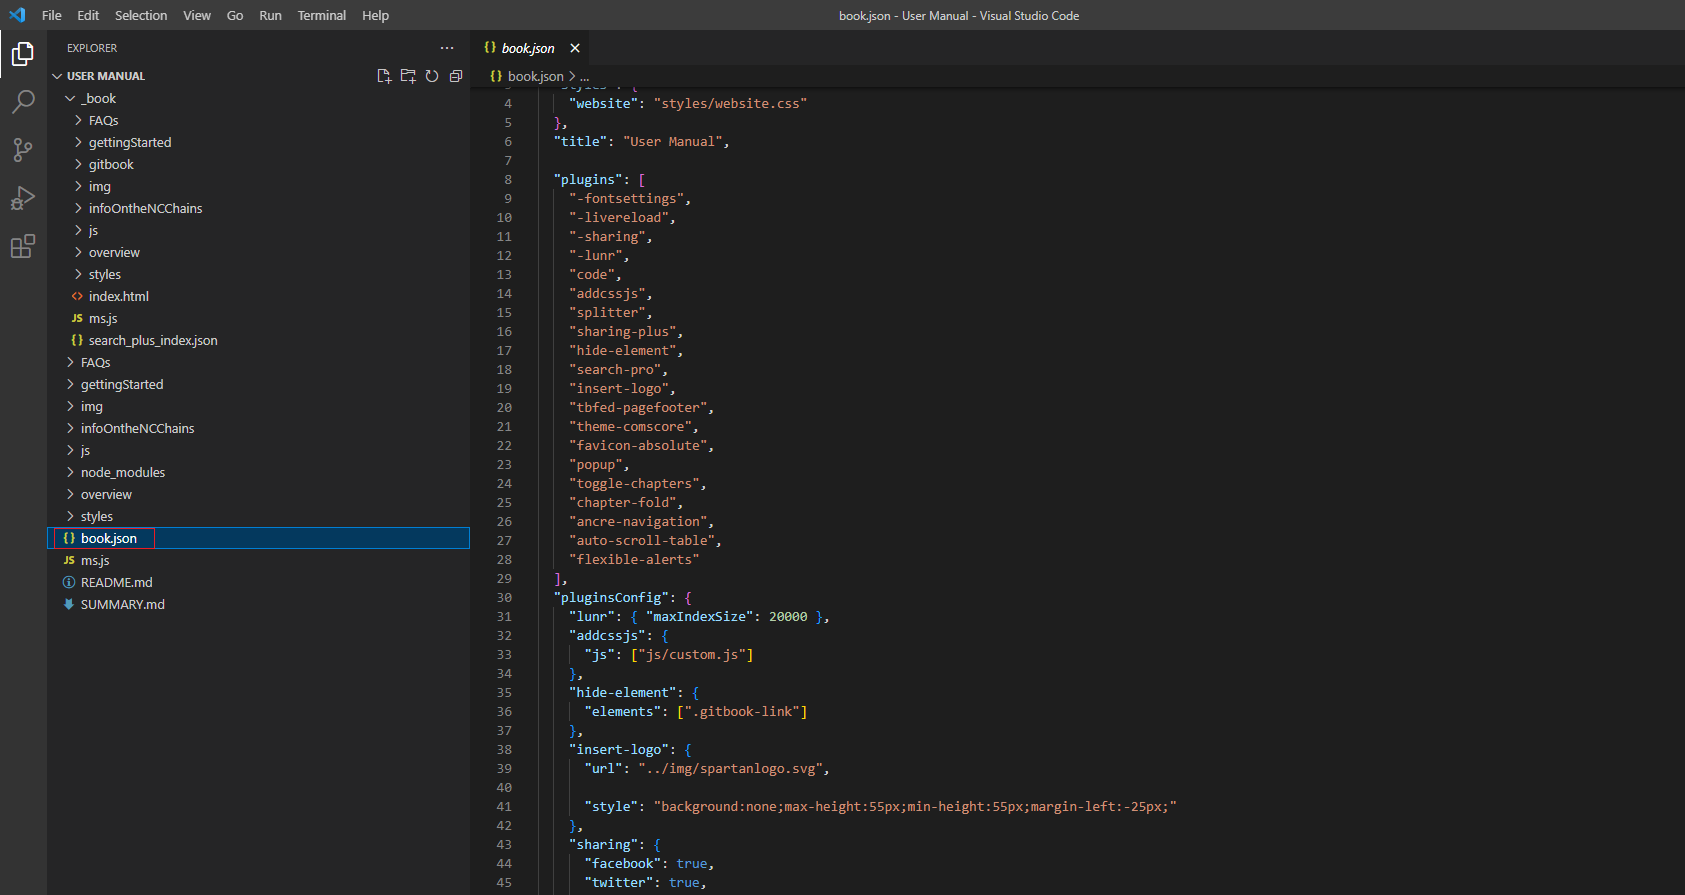 File Edit Selection View Go Run Terminal Help
book.json - User Manual - Visual Studio Code
EXPLORER
USER MANUAL
_book
FAQs
gettingStarted
gitbook
img
infoOntheNCChains
js
overview
styles
index.html
JS ms.js
{} search_plus_index.json
FAQs
gettingStarted
img
infoOntheNCChains
js
node_modules
overview
styles
{} book.json
JS ms.js
README.md
SUMMARY.md
{} book.json ×
{} book.json > ...
3 "styles": {
4 "website": "styles/website.css"
5 },
6 "title": "User Manual",
7
8 "plugins": [
9 "-fontsettings",
10 "-livereload",
11 "-sharing",
12 "-lunr",
13 "code",
14 "addcssjs",
15 "splitter",
16 "sharing-plus",
17 "hide-element",
18 "search-pro",
19 "insert-logo",
20 "tbfed-pagefooter",
21 "theme-comscore",
22 "favicon-absolute",
23 "popup",
24 "toggle-chapters",
25 "chapter-fold",
26 "ancre-navigation",
27 "auto-scroll-table",
28 "flexible-alerts"
29 ],
30 "pluginsConfig": {
31 "lunr": { "maxIndexSize": 20000 },
32 "addcssjs": {
33 "js": ["js/custom.js"]
34 },
35 "hide-element": {
36 "elements": [".gitbook-link"]
37 },
38 "insert-logo": {
39 "url": "../img/spartanlogo.svg",
40
41 "style": "background:none;max-height:55px;min-height:55px;margin-left:-25px;"
42 },
43 "sharing": {
44 "facebook": true,
45 "twitter": true,